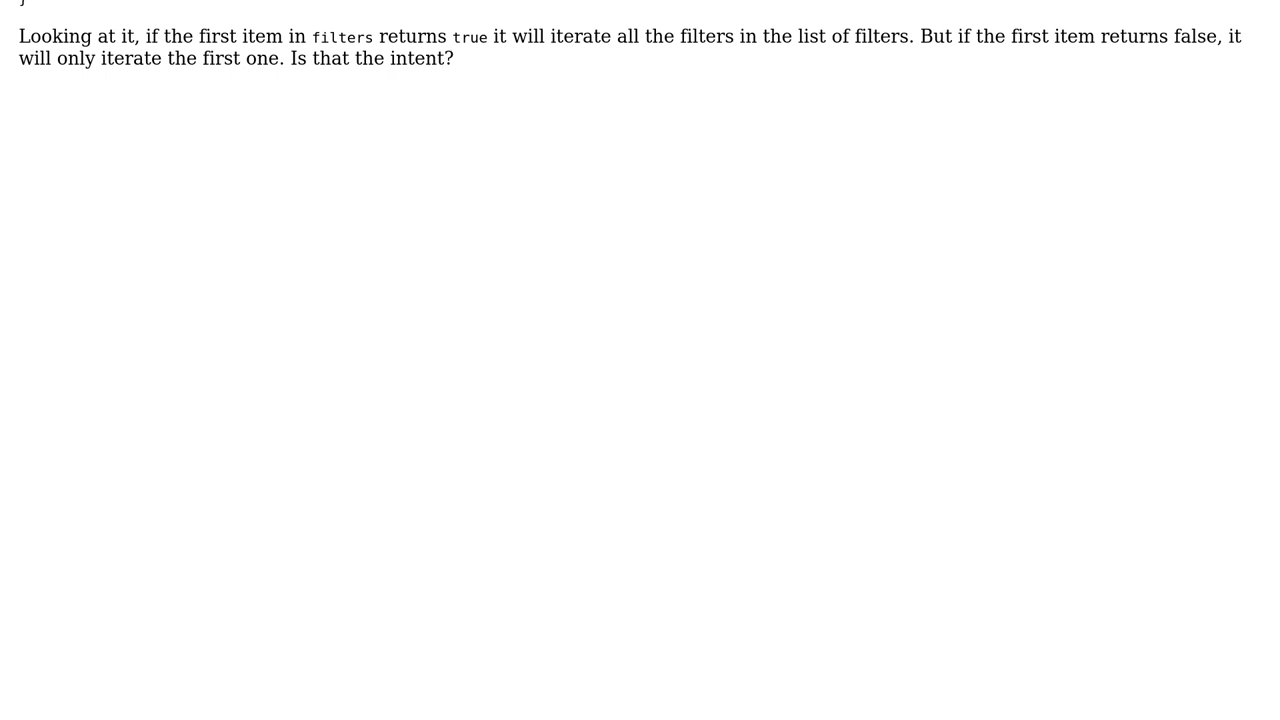 }
Looking at it, if the first item in filters returns true it will iterate all the filters in the list of filters. But if the first item returns false, it
will only iterate the first one. Is that the intent?